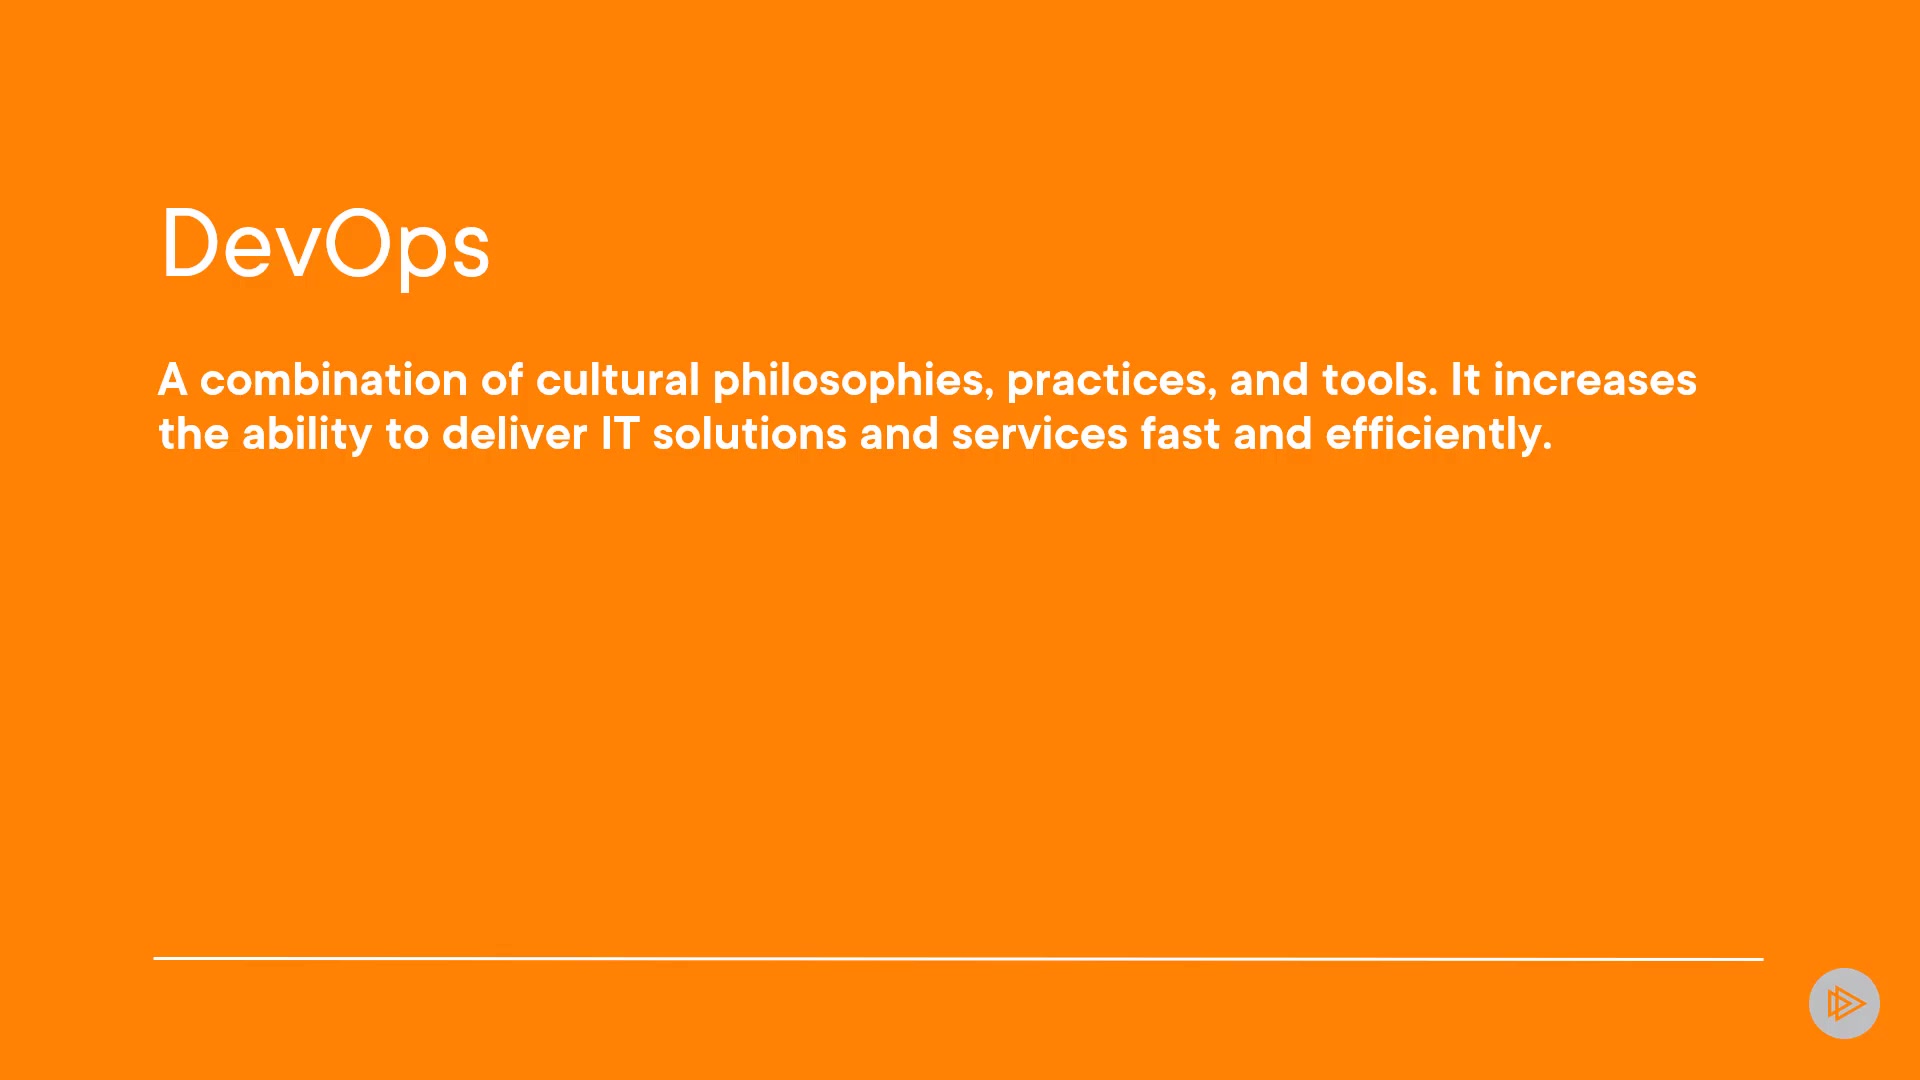 DevOps
A combination of cultural philosophies, practices, and tools. It increases
the ability to deliver IT solutions and services fast and efficiently.